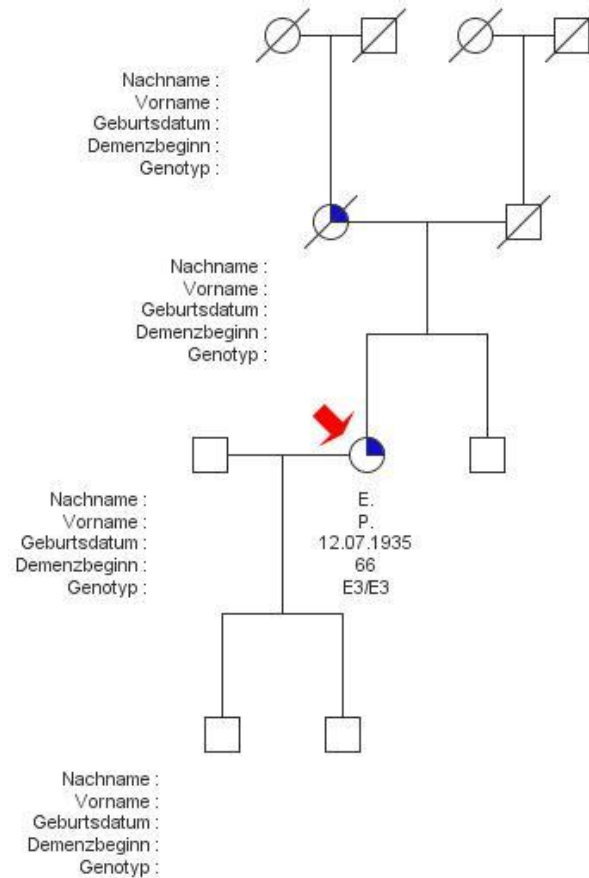 Nachname :
Vorname :
Geburtsdatum :
Demenzbeginn :
Genotyp :
Nachname :
Vorname :
Geburtsdatum :
Demenzbeginn :
Genotyp :
Nachname : E.
Vorname : P.
Geburtsdatum : 12.07.1935
Demenzbeginn : 66
Genotyp : E3/E3
Nachname :
Vorname :
Geburtsdatum :
Demenzbeginn :
Genotyp :